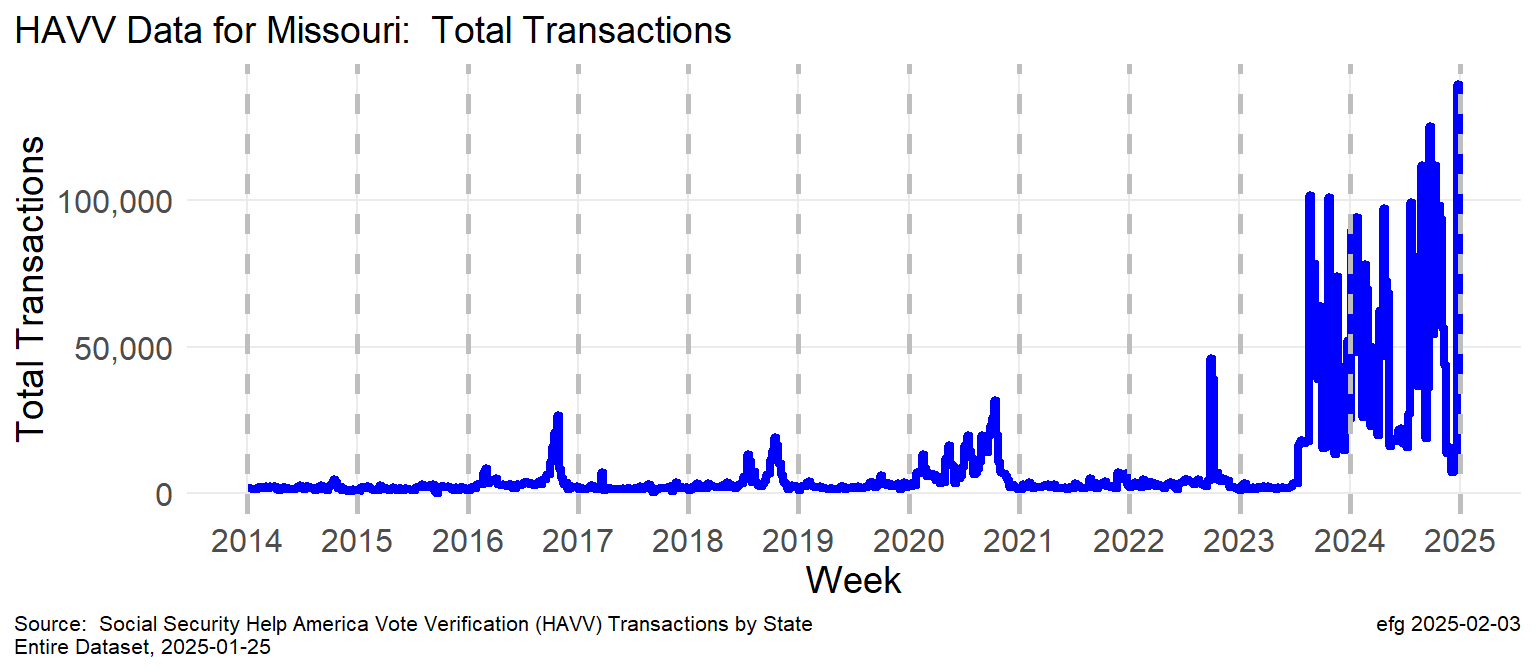 HAVV Data for Missouri:  Total Transactions
Total Transactions
100,000
50,000
0
2014 2015 2016 2017 2018 2019 2020 2021 2022 2023 2024 2025
Week
Source:  Social Security Help America Vote Verification (HAVV) Transactions by State
Entire Dataset, 2025-01-25
efg 2025-02-03